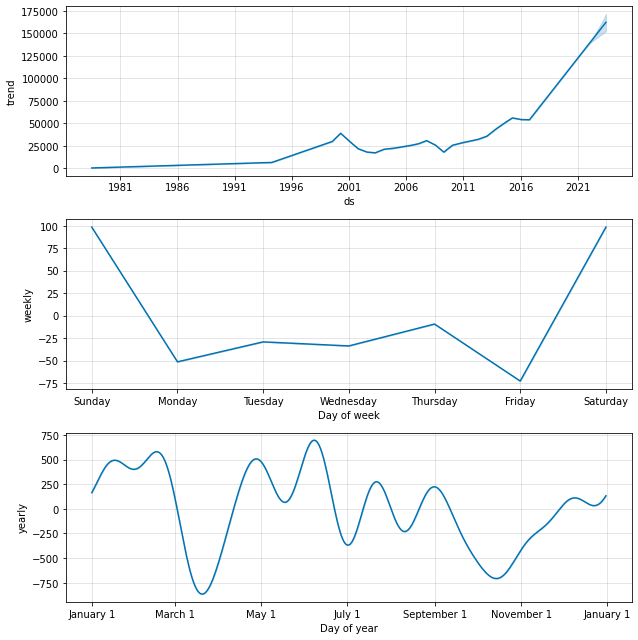 175000
150000
125000
100000
75000
50000
25000
0
trend
1981 1986 1991 1996 2001 2006 2011 2016 2021
ds
100
75
50
25
0
−25
−50
−75
weekly
Sunday Monday Tuesday Wednesday Thursday Friday Saturday
Day of week
750
500
250
0
−250
−500
−750
yearly
January 1 March 1 May 1 July 1 September 1 November 1 January 1
Day of year